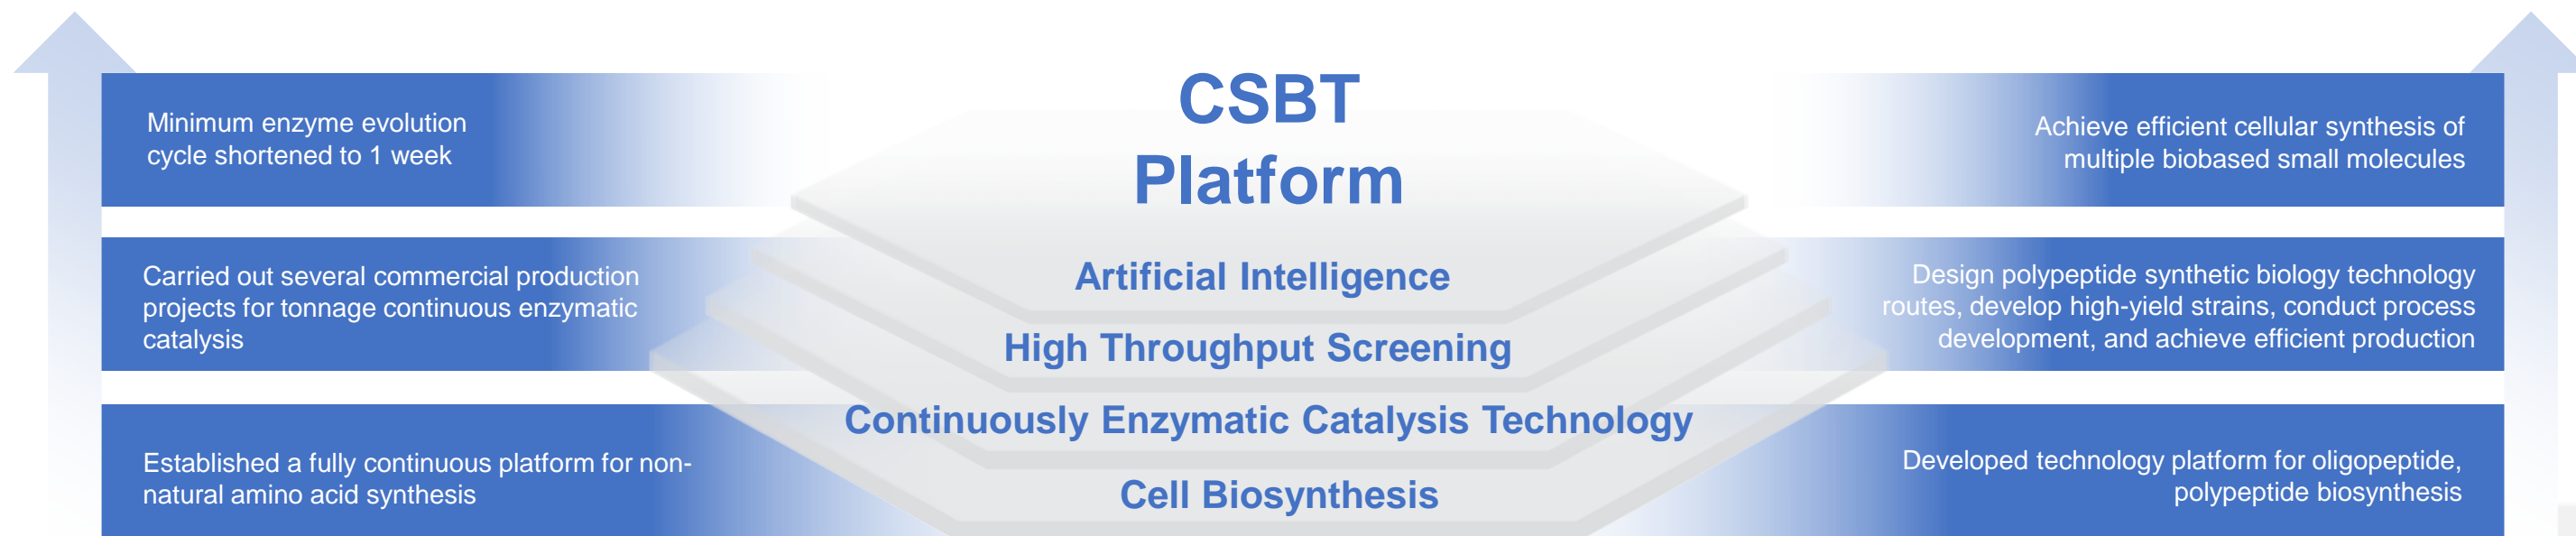 Minimum enzyme evolution
cycle shortened to 1 week
Carried out several commercial production
projects for tonnage continuous enzymatic
catalysis
Established a fully continuous platform for non-
natural amino acid synthesis
CSBT
Platform
Artificial Intelligence
High Throughput Screening
Continuously Enzymatic Catalysis Technology
Cell Biosynthesis
Achieve efficient cellular synthesis of
multiple biobased small molecules
Design polypeptide synthetic biology technology
routes, develop high-yield strains, conduct process
development, and achieve efficient production
Developed technology platform for oligopeptide,
polypeptide biosynthesis